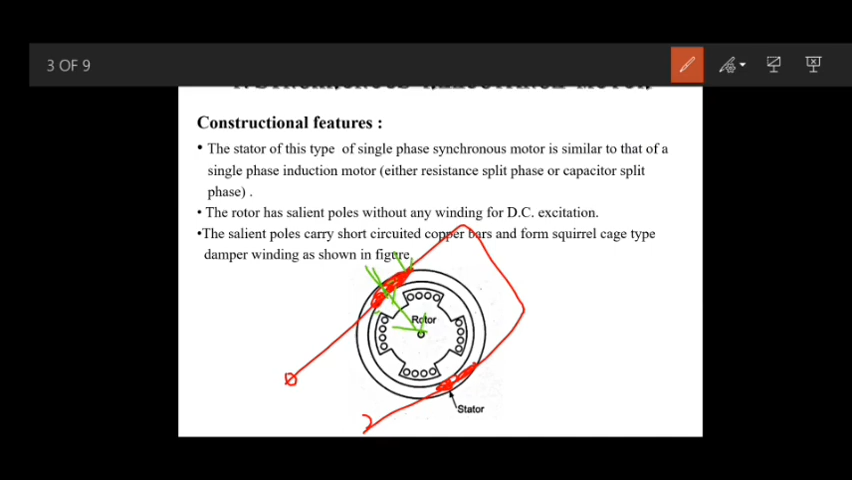 3 OF 9
Constructional features :
• The stator of this type of single phase synchronous motor is similar to that of a
single phase induction motor (either resistance split phase or capacitor split
phase) .
• The rotor has salient poles without any winding for D.C. excitation.
•The salient poles carry short circuited copper bars and form squirrel cage type
damper winding as shown in figure.
Rotor
Stator